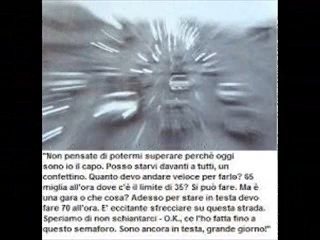 "Non pensate di potermi superare perchè oggi
sono io il capo. Posso starvi davanti a tutti, un
confettino. Quanto devo andare veloce per farlo? 65
miglia all'ora dove c'è il limite di 35? Si può fare. Ma è
una gara o che cosa? Adesso per stare in testa devo
fare 70 all'ora. E' eccitante sfrecciare su questa strada.
Speriamo di non schiantarci - O.K., ce l'ho fatta fino a
questo semaforo. Sono ancora in testa, grande giorno!"